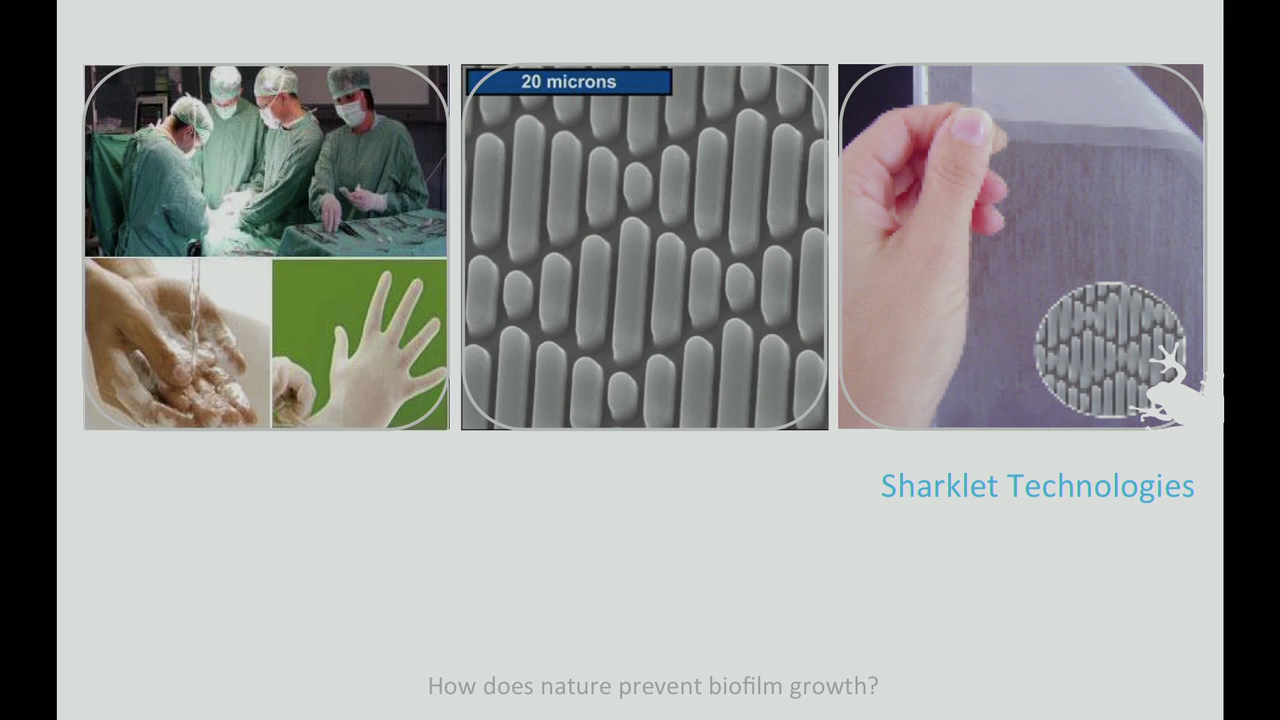 20 microns
Sharklet Technologies
How does nature prevent biofilm growth?